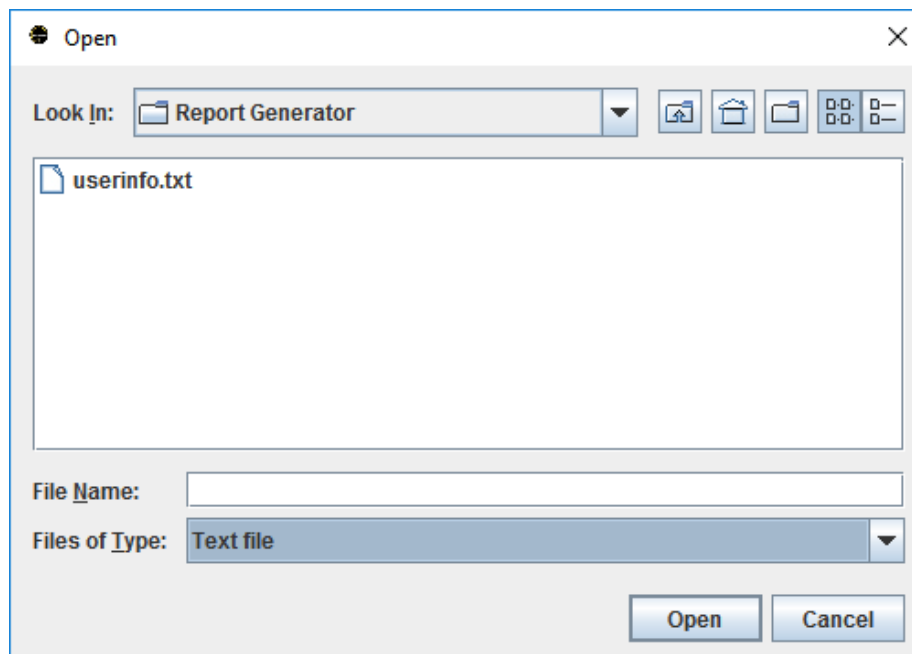 Open
Look In: Report Generator
userinfo.txt
File Name:
Files of Type: Text file
Open Cancel